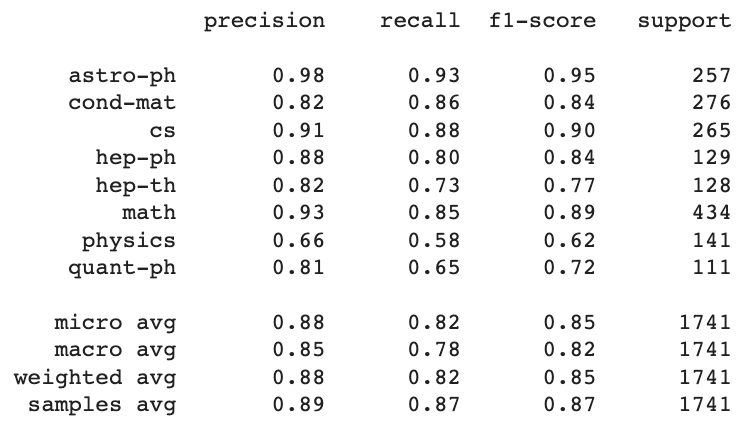 precision recall f1-score support
astro-ph 0.98 0.93 0.95 257
cond-mat 0.82 0.86 0.84 276
cs 0.91 0.88 0.90 265
hep-ph 0.88 0.80 0.84 129
hep-th 0.82 0.73 0.77 128
math 0.93 0.85 0.89 434
physics 0.66 0.58 0.62 141
quant-ph 0.81 0.65 0.72 111
micro avg 0.88 0.82 0.85 1741
macro avg 0.85 0.78 0.82 1741
weighted avg 0.88 0.82 0.85 1741
samples avg 0.89 0.87 0.87 1741